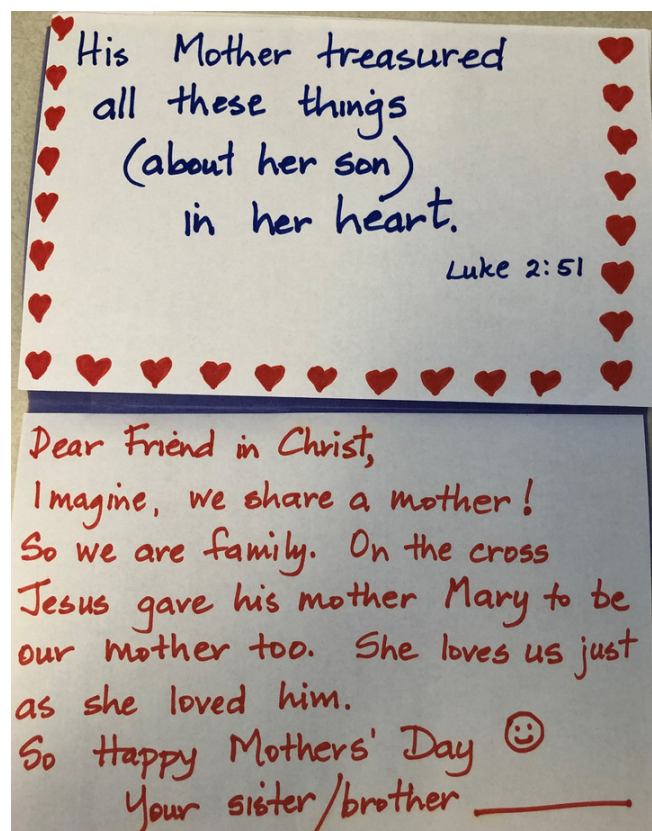 His Mother treasured
all these things
(about her son)
in her heart.
Luke 2:51
Dear Friend in Christ,
Imagine, we share a mother!
So we are family. On the cross
Jesus gave his mother Mary to be
our mother too. She loves us just
as she loved him.
So Happy Mothers' Day ☺
Your sister/brother ________